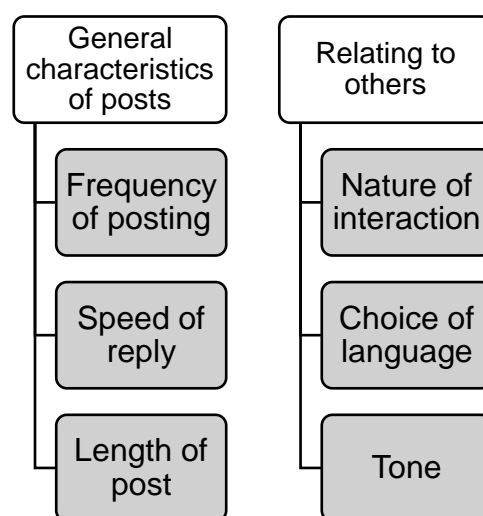 General
characteristics
of posts
Frequency
of posting
Speed of
reply
Length of
post
Relating to
others
Nature of
interaction
Choice of
language
Tone